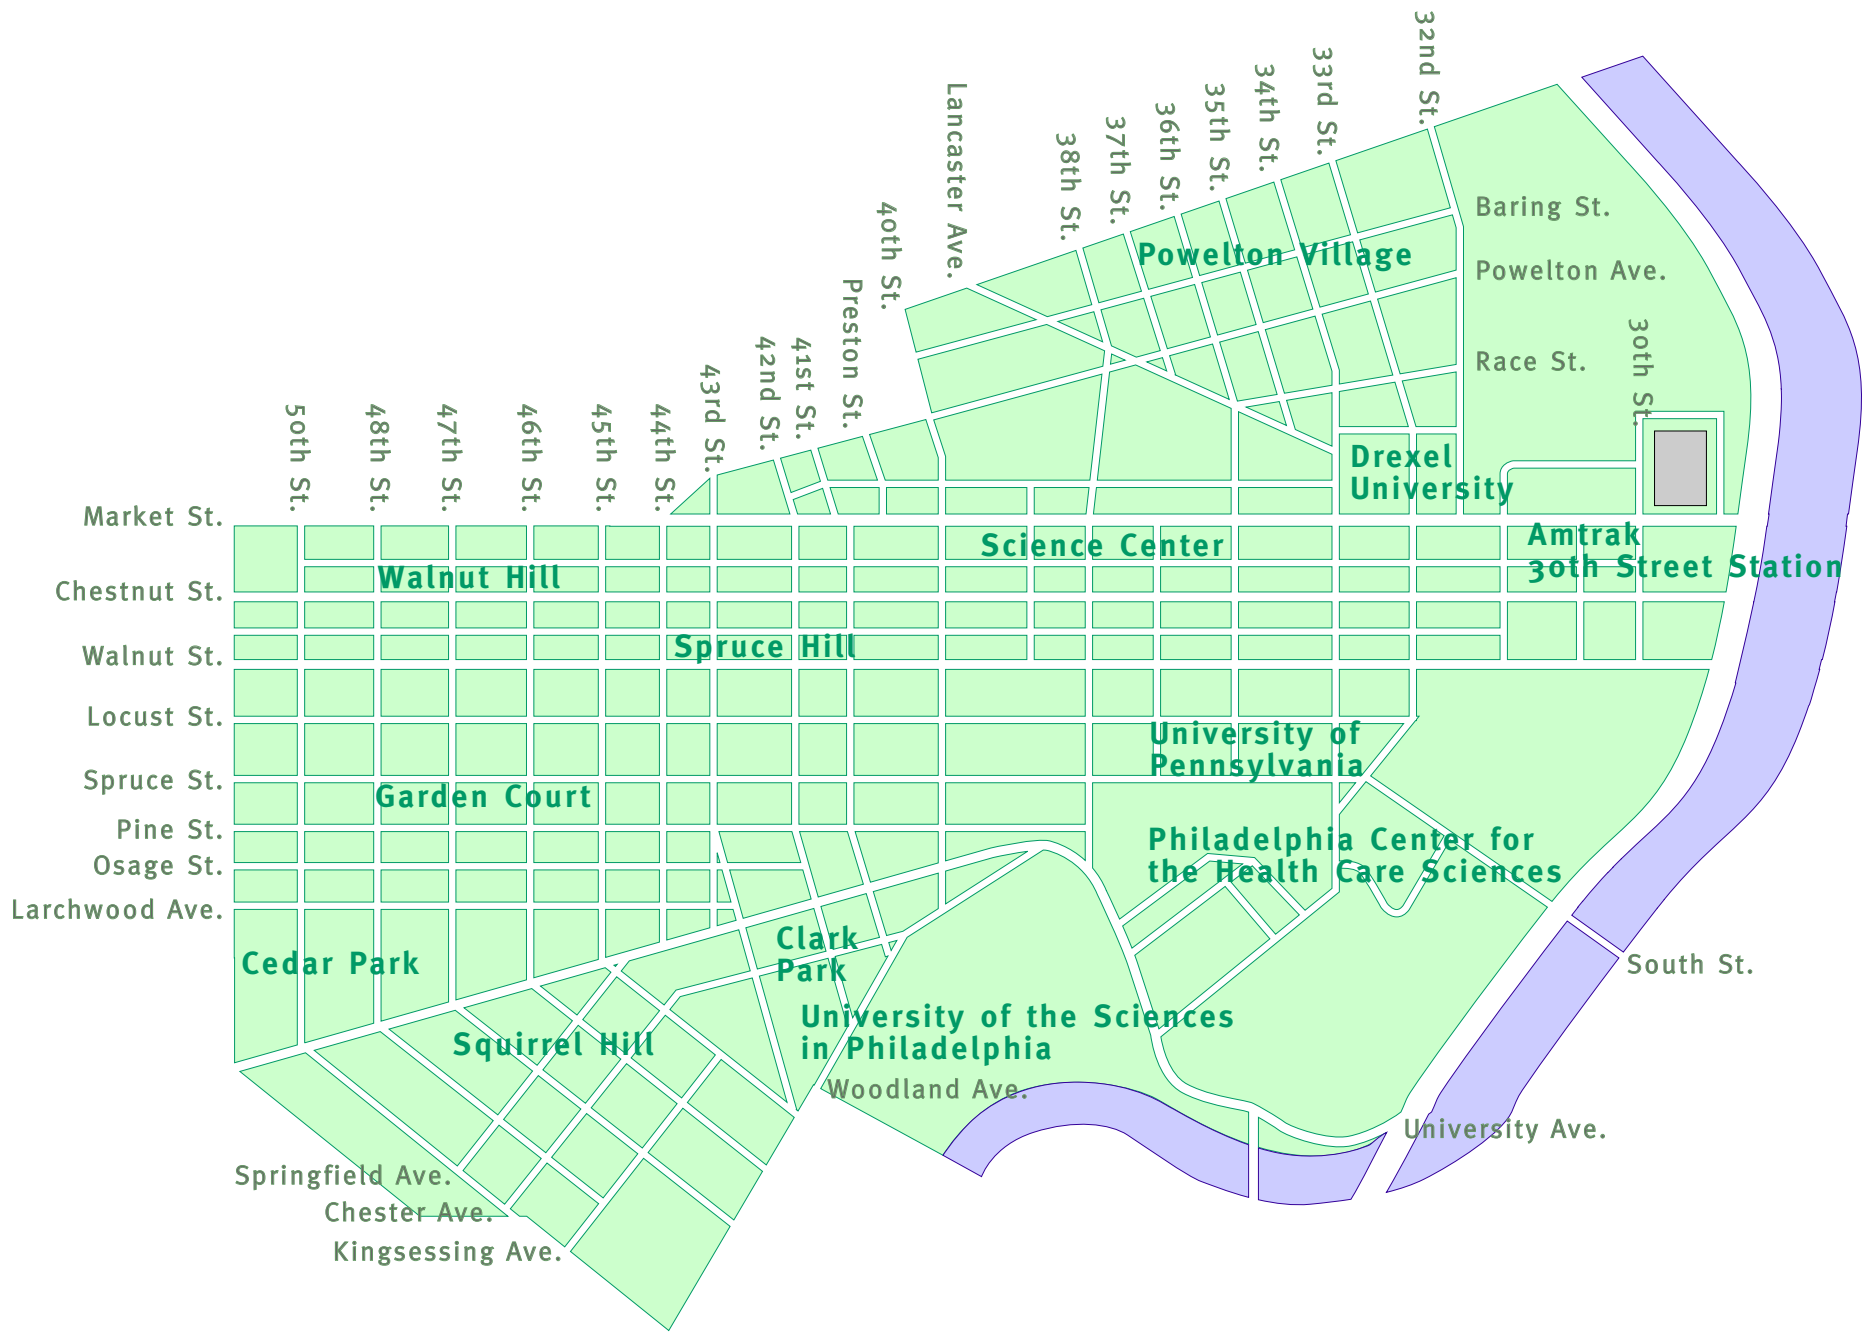 32nd St.
33rd St.
34th St.
35th St.
36th St.
37th St.
38th St.
Lancaster Ave.
40th St.
Preston St.
41st St.
42nd St.
43rd St.
44th St.
45th St.
46th St.
47th St.
48th St.
50th St.
30th St.
Baring St.
Powelton Village
Powelton Ave.
Race St.
Drexel
University
Market St.
Amtrak
30th Street Station
Science Center
Walnut Hill
Chestnut St.
Spruce Hill
Walnut St.
Locust St.
University of
Pennsylvania
Spruce St.
Garden Court
Pine St.
Philadelphia Center for
the Health Care Sciences
Osage St.
Larchwood Ave.
Clark
Park
Cedar Park
South St.
University of the Sciences
in Philadelphia
Squirrel Hill
Woodland Ave.
University Ave.
Springfield Ave.
Chester Ave.
Kingsessing Ave.